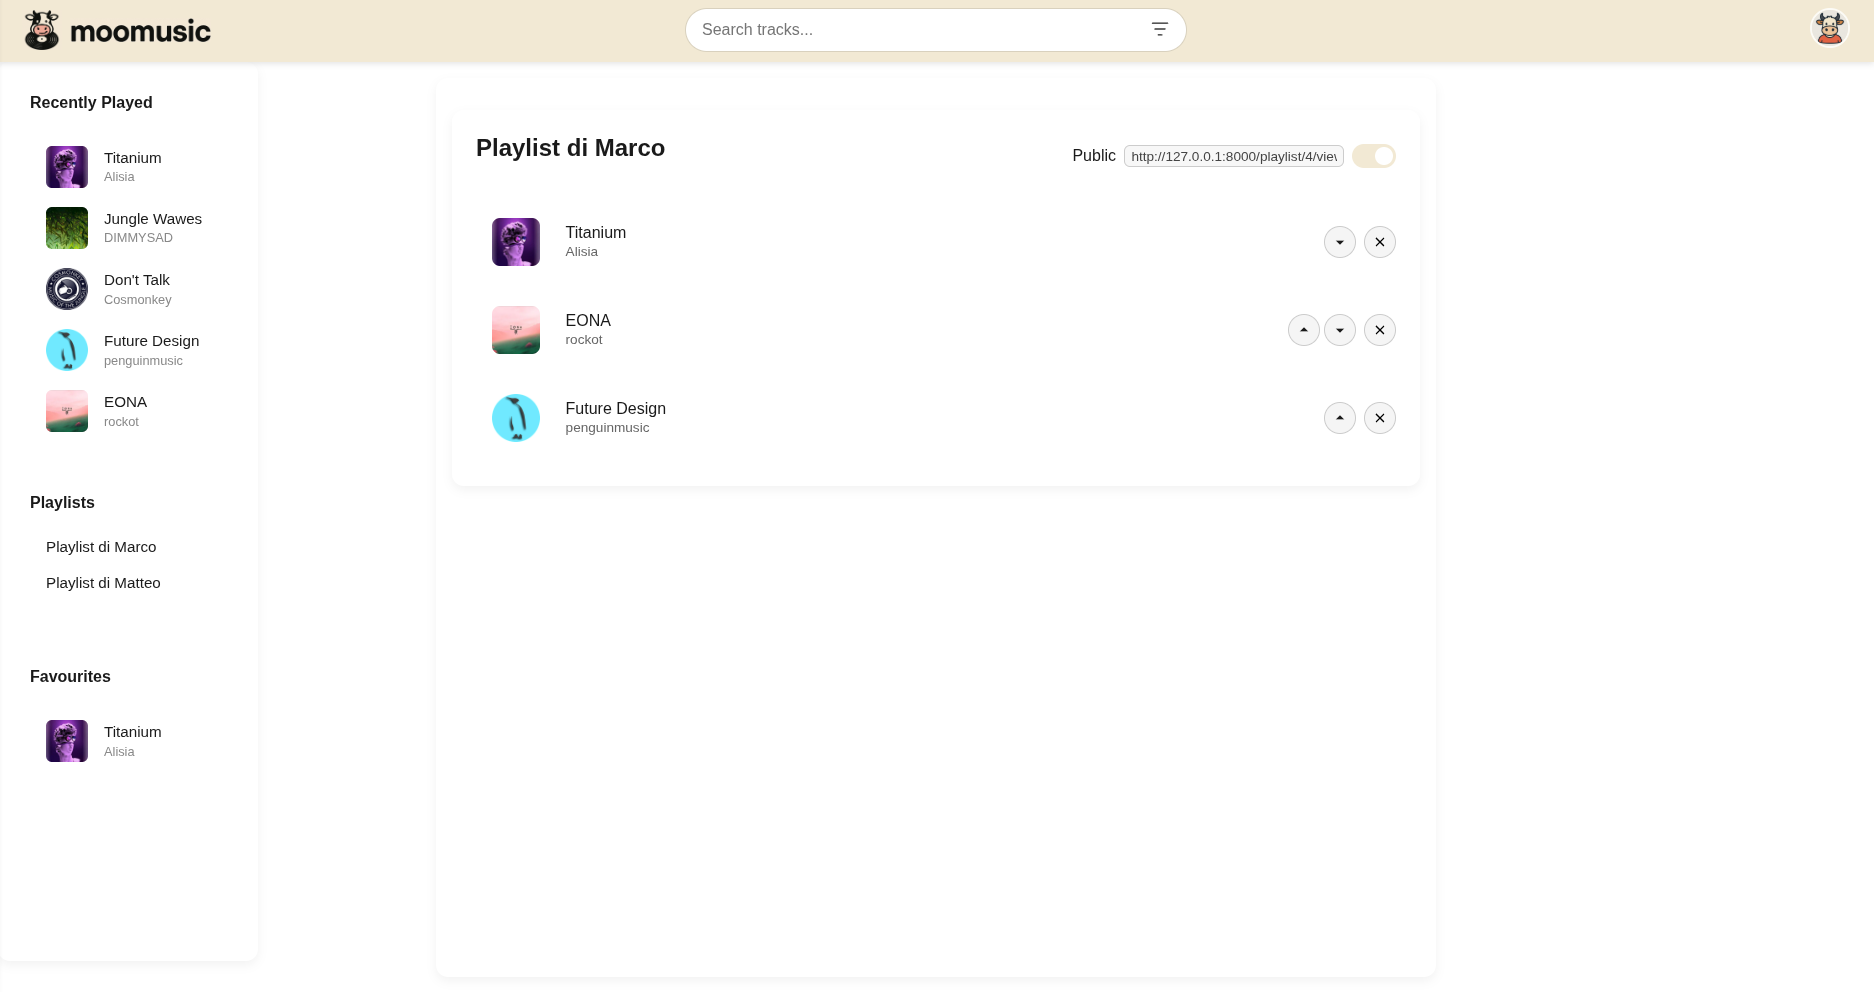 moomusic
Search tracks...
Recently Played
Titanium
Alisia
Jungle Wawes
DIMMYSAD
Don't Talk
Cosmonkey
Future Design
penguinmusic
EONA
rockot
Playlists
Playlist di Marco
Playlist di Matteo
Favourites
Titanium
Alisia
Playlist di Marco
Public http://127.0.0.1:8000/playlist/4/vie
Titanium
Alisia
EONA
rockot
Future Design
penguinmusic